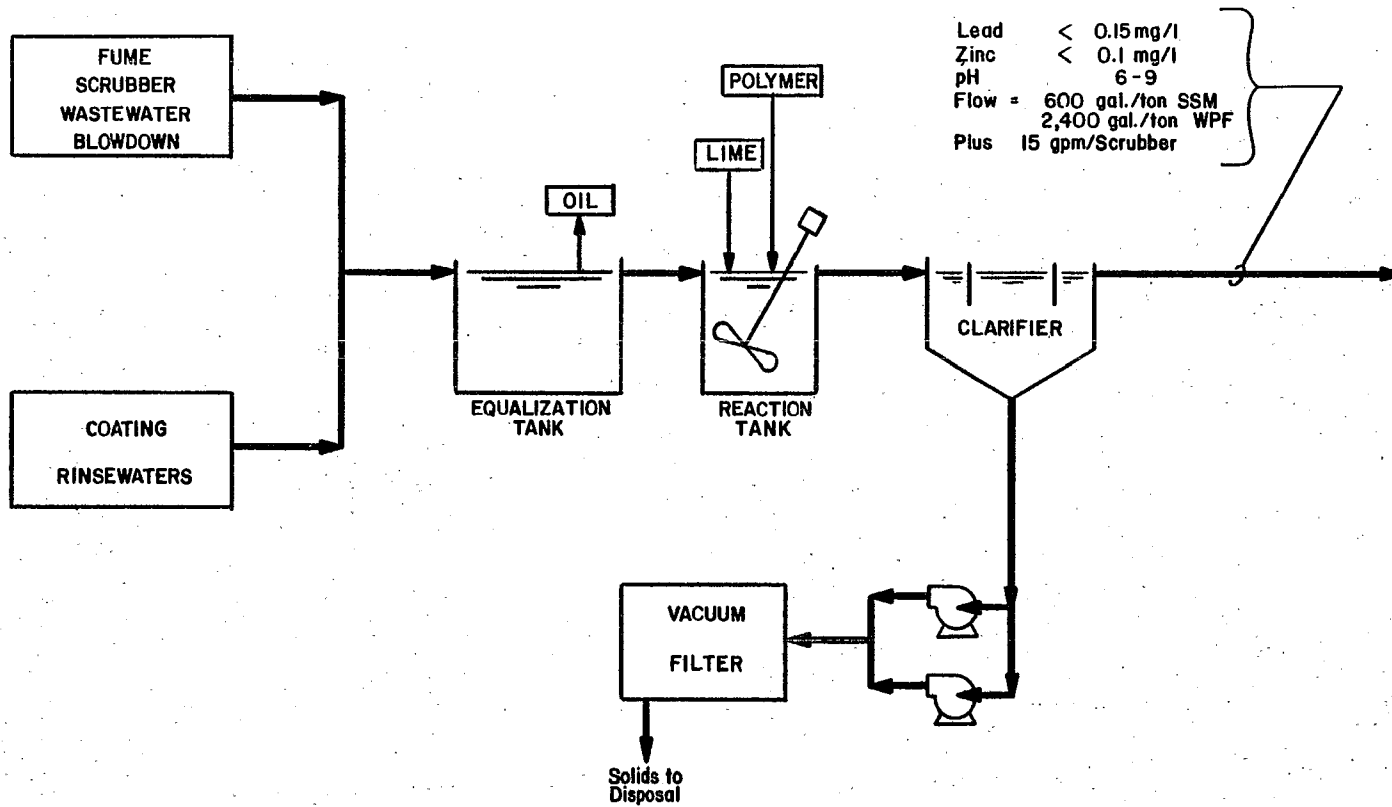 FUME
SCRUBBER
WASTEWATER
BLOWDOWN
COATING
RINSEWATERS
OIL
EQUALIZATION
TANK
LIME
POLYMER
REACTION
TANK
CLARIFIER
Lead < 0.15 mg/l
Zinc < 0.1 mg/l
pH 6-9
Flow = 600 gal./ton SSM
2,400 gal./ton WPF
Plus 15 gpm/Scrubber
VACUUM
FILTER
Solids to
Disposal